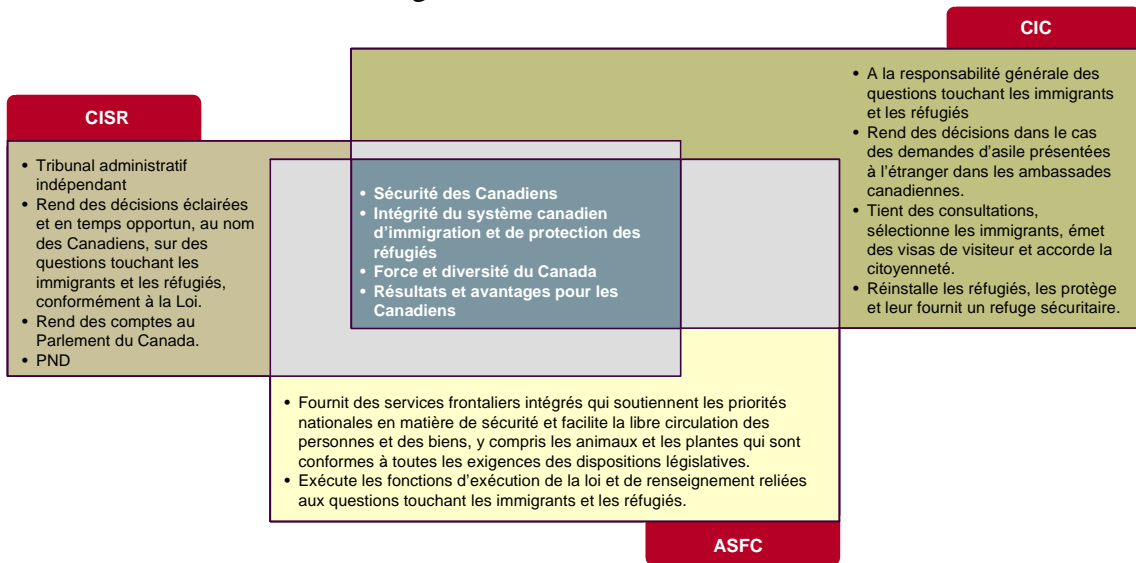 CIC
• A la responsabilité générale des
questions touchant les immigrants
et les réfugiés
• Rend des décisions dans le cas
des demandes d'asile présentées
à l'étranger dans les ambassades
canadiennes.
• Tient des consultations,
sélectionne les immigrants, émet
des visas de visiteur et accorde la
citoyenneté.
• Réinstalle les réfugiés, les protège
et leur fournit un refuge sécuritaire.
CISR
• Tribunal administratif
indépendant
• Rend des décisions éclairées
et en temps opportun, au nom
des Canadiens, sur des
questions touchant les
immigrants et les réfugiés,
conformément à la Loi.
• Rend des comptes au
Parlement du Canada.
• PND
• Sécurité des Canadiens
• Intégrité du système canadien
d'immigration et de protection des
réfugiés
• Force et diversité du Canada
• Résultats et avantages pour les
Canadiens
• Fournit des services frontaliers intégrés qui soutiennent les priorités
nationales en matière de sécurité et facilite la libre circulation des
personnes et des biens, y compris les animaux et les plantes qui sont
conformes à toutes les exigences des dispositions législatives.
• Exécute les fonctions d'exécution de la loi et de renseignement reliées
aux questions touchant les immigrants et les réfugiés.
ASFC